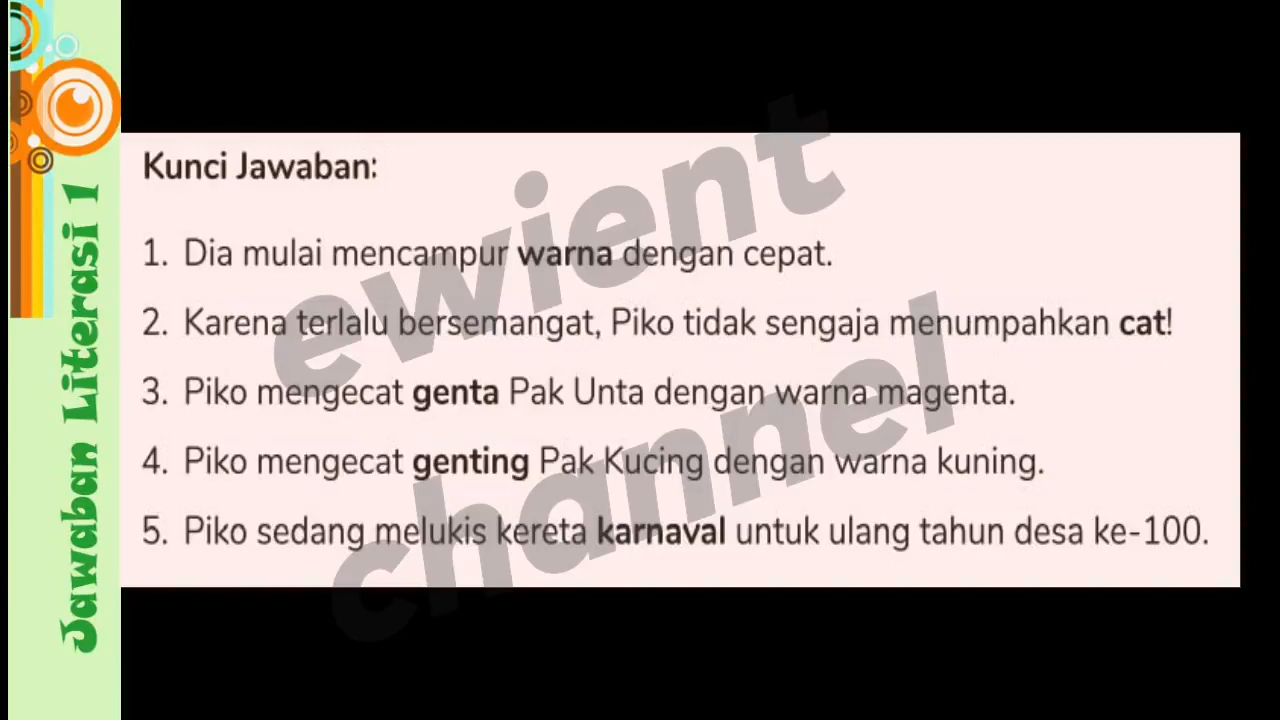 Jawaban Literasi 1
Kunci Jawaban:
1. Dia mulai mencampur warna dengan cepat.
2. Karena terlalu bersemangat, Piko tidak sengaja menumpahkan cat!
3. Piko mengecat genta Pak Unta dengan warna magenta.
4. Piko mengecat genting Pak Kucing dengan warna kuning.
5. Piko sedang melukis kereta karnaval untuk ulang tahun desa ke-100.
ewient
channel